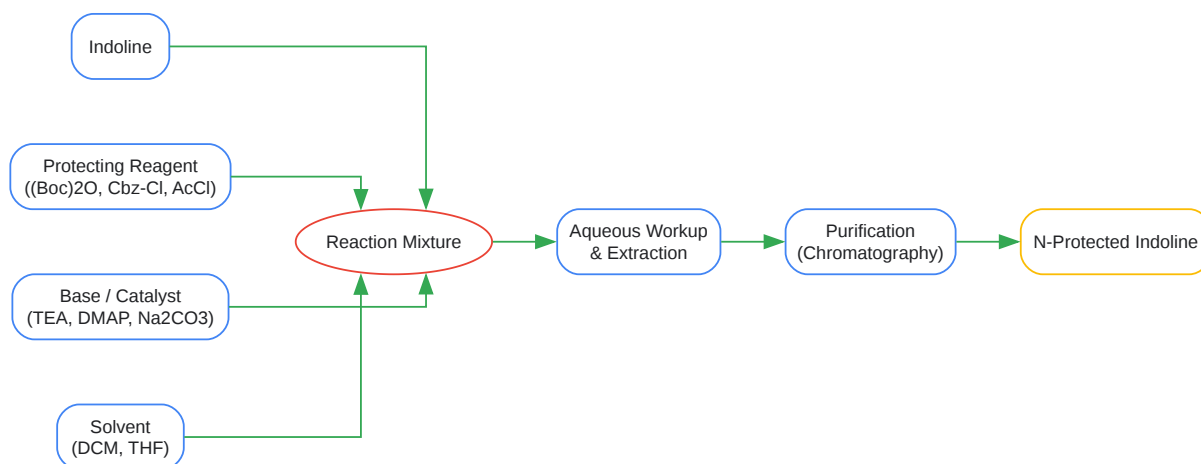 Indoline
Protecting Reagent
((Boc)2O, Cbz-Cl, AcCl)
Base / Catalyst
(TEA, DMAP, Na2CO3)
Solvent
(DCM, THF)
Reaction Mixture
Aqueous Workup
& Extraction
Purification
(Chromatography)
N-Protected Indoline